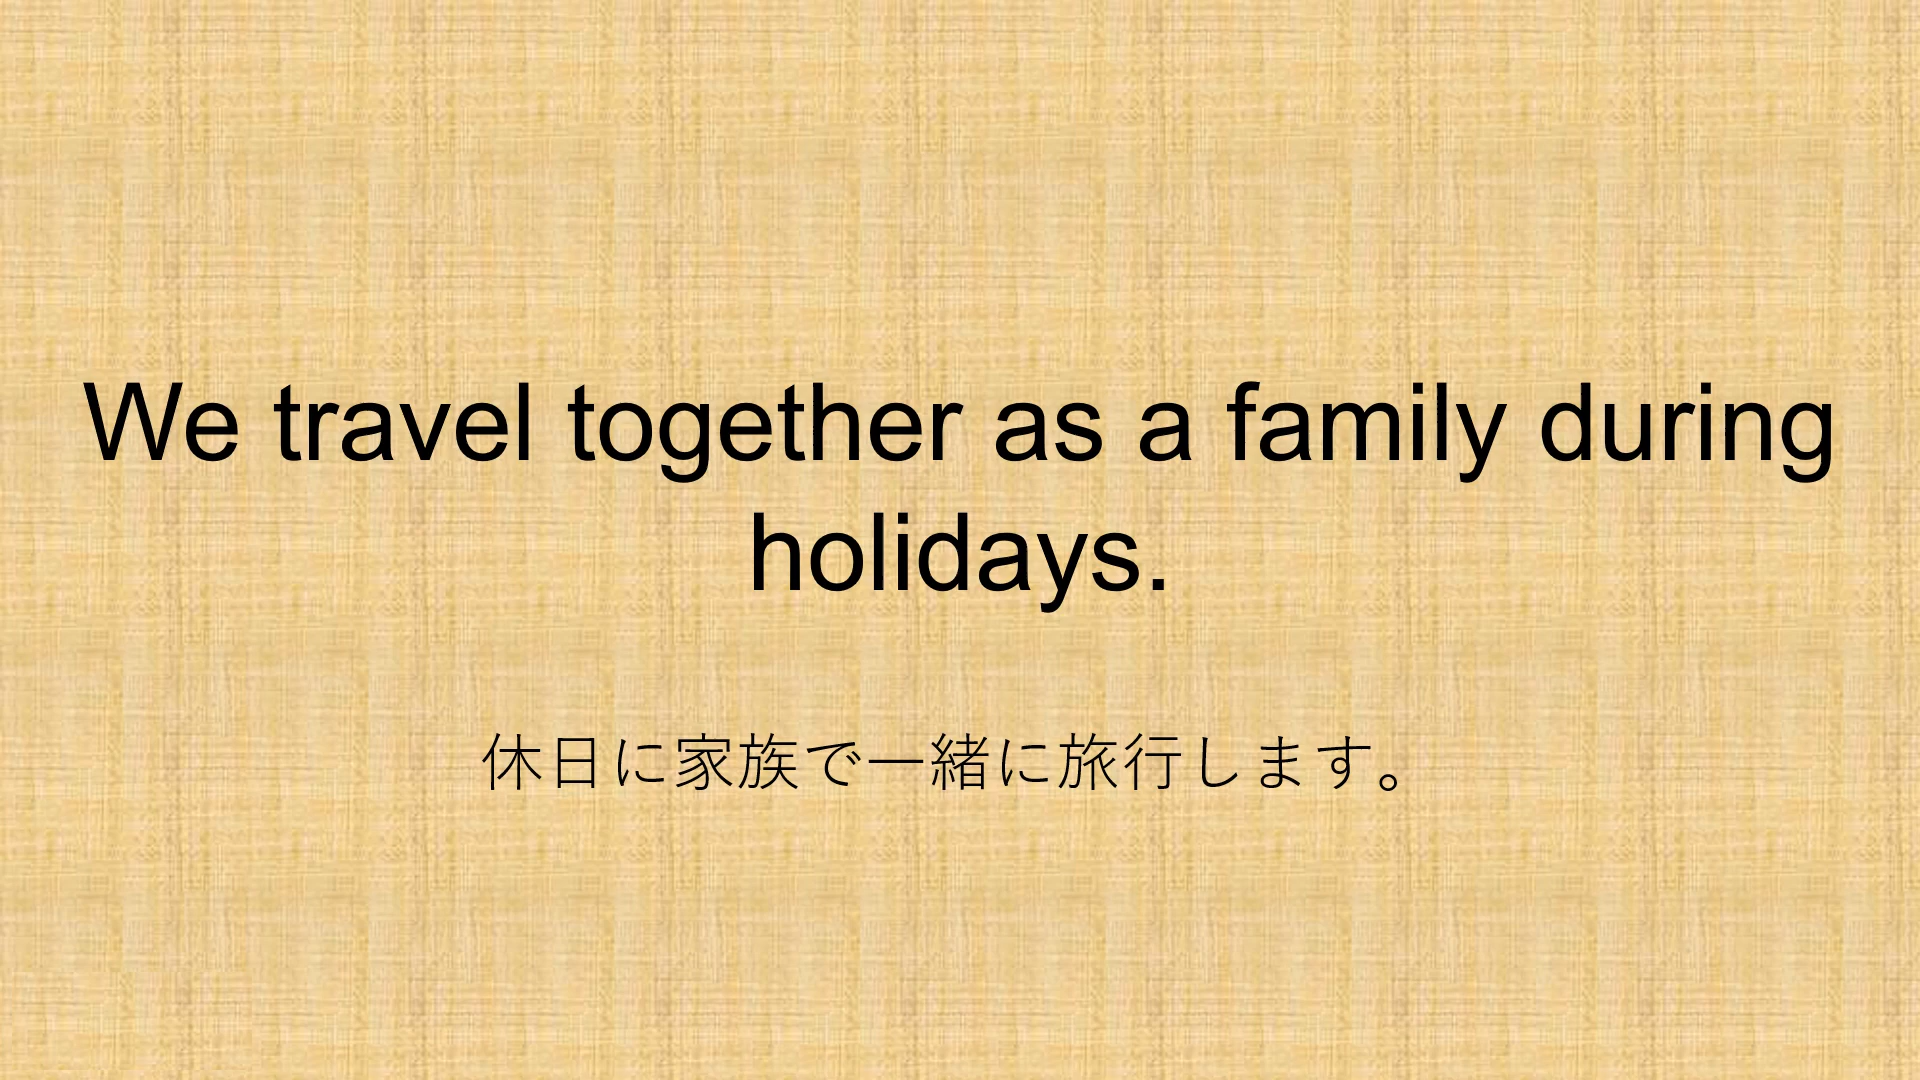 We travel together as a family during
holidays.
休日に家族で一緒に旅行します。